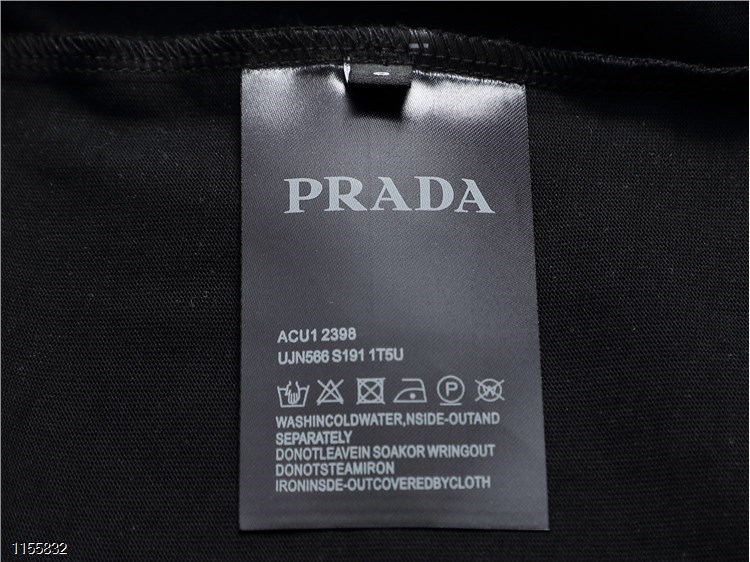 PRADA
ACU1 2398
UJN566 S191 1T5U
WASHINCOLDWATER,NSIDE-OUTAND
SEPARATELY
DONOTLEAVEIN SOAKOR WRINGOUT
DONOTSTEAMIRON
IRONINSDE-OUTCOVEREDBYCLOTH
1155832